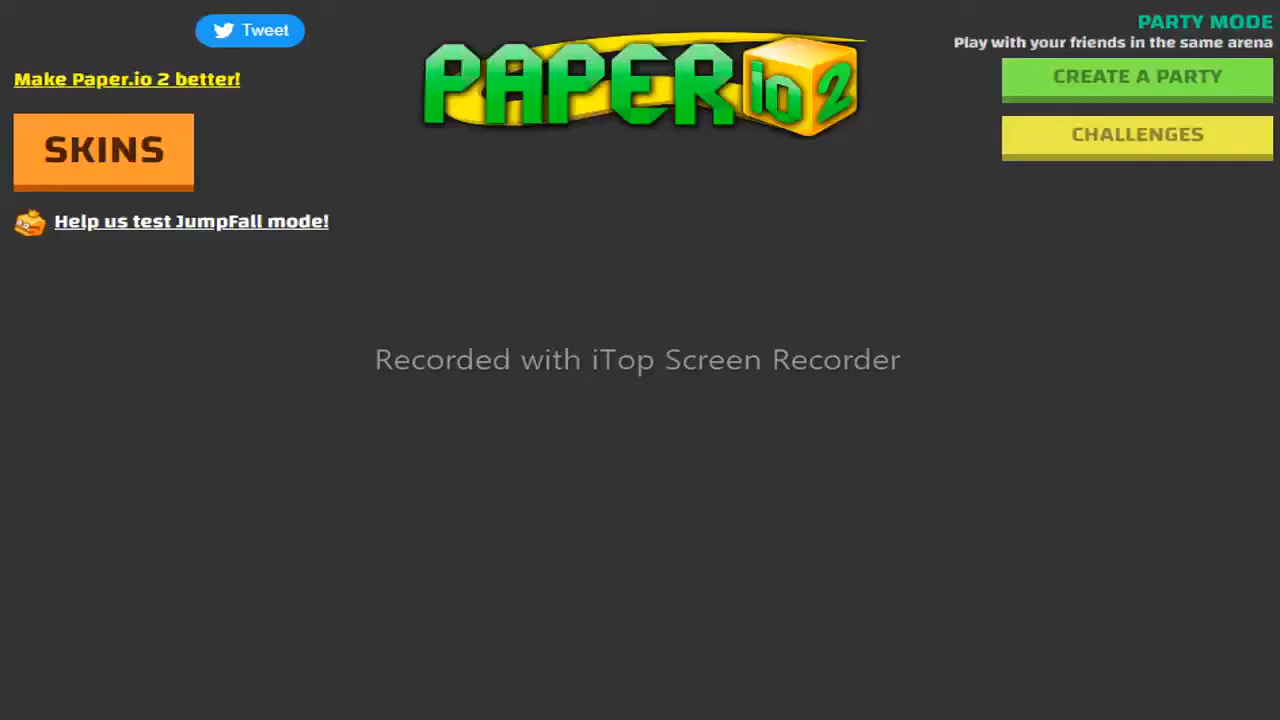 Tweet
Make Paper.io 2 better!
SKINS
Help us test JumpFall mode!
PAPER io 2
PARTY MODE
Play with your friends in the same arena
CREATE A PARTY
CHALLENGES
Recorded with iTop Screen Recorder